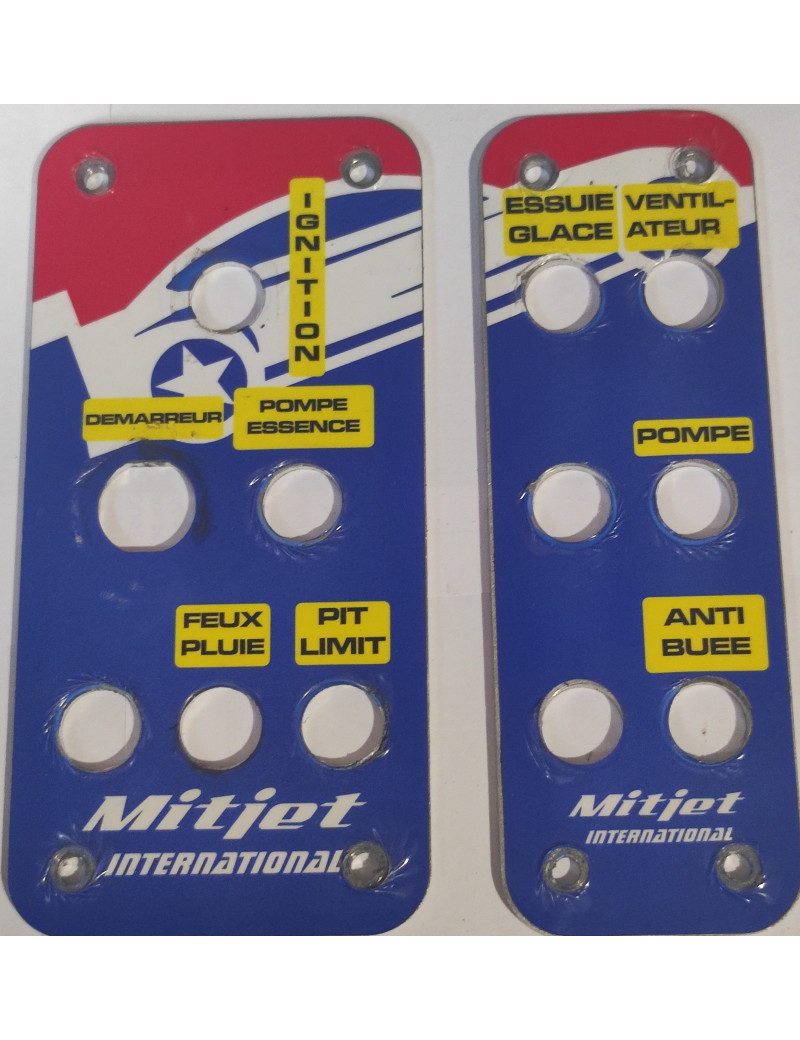 IGNITION
DEMARREUR
POMPE
ESSENCE
FEUX
PLUIE
PIT
LIMIT
Mitjet
INTERNATIONAL
ESSUIE
GLACE
VENTIL-
ATEUR
POMPE
ANTI
BUEE
Mitjet
INTERNATIONAL